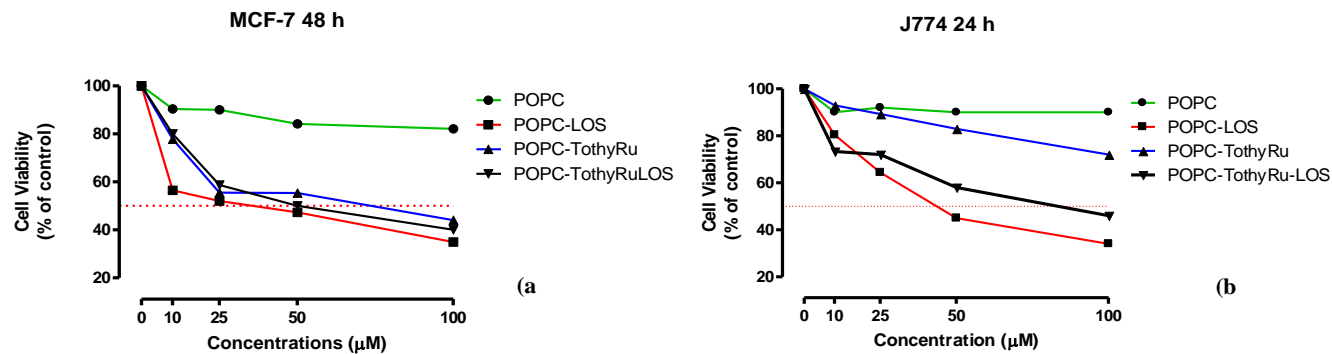 MCF-7 48 h
100
80
60
40
20
Cell Viability
(% of control)
0 10 25 50 100
Concentrations (μM)
POPC
POPC-LOS
POPC-TothyRu
POPC-TothyRuLOS
(a
J774 24 h
100
80
60
40
20
Cell Viability
(% of control)
0 10 25 50 100
Concentration (μM)
POPC
POPC-LOS
POPC-TothyRu
POPC-TothyRu-LOS
(b